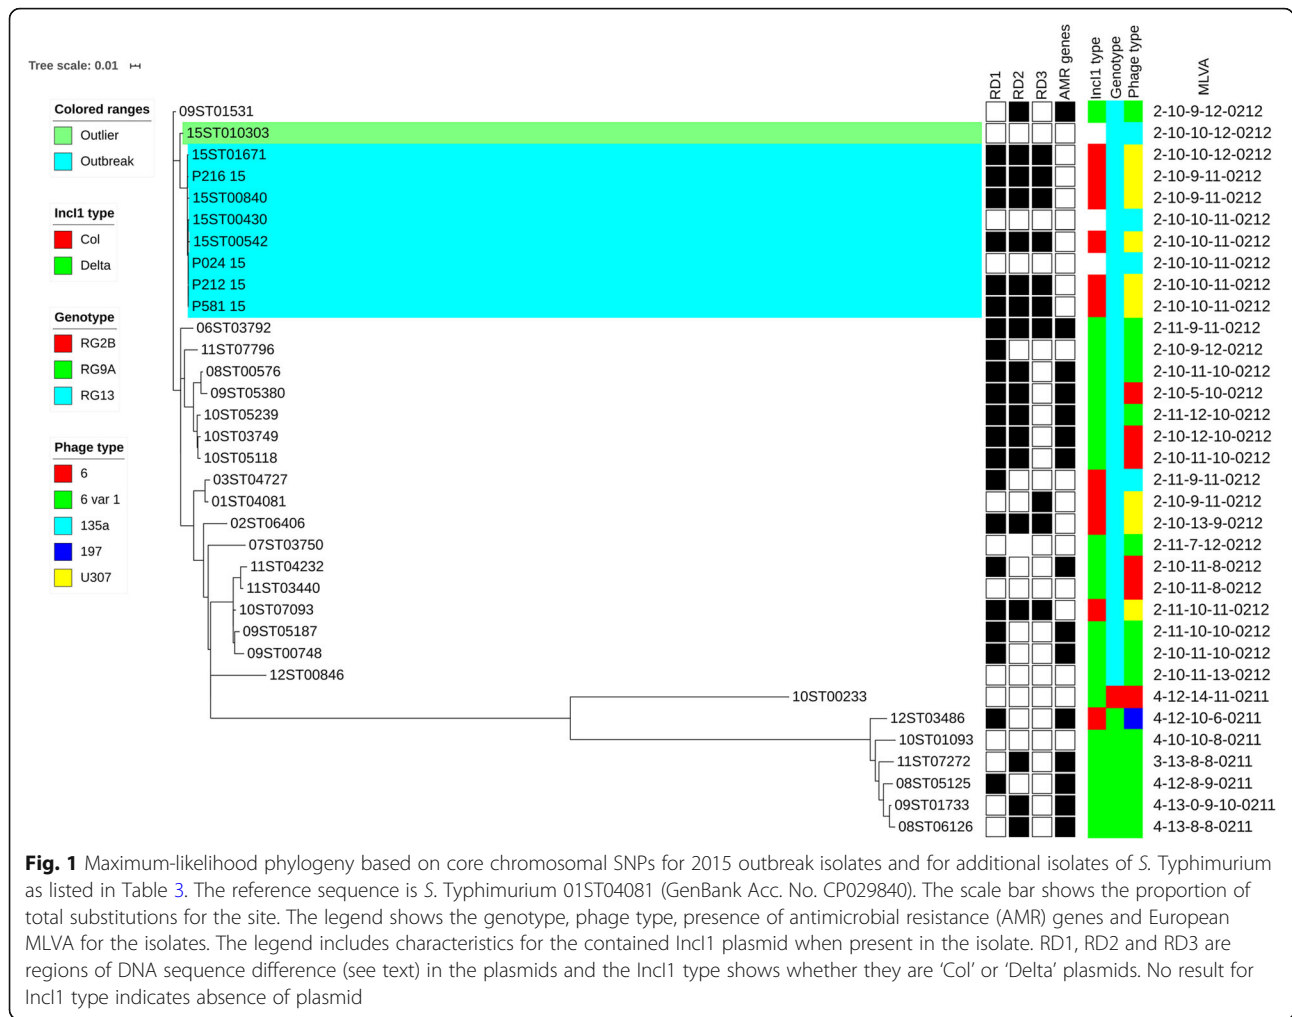 Tree scale: 0.01
RD1
RD2
RD3
AMR genes
IncI1 type
Genotype
Phage type
MLVA
Colored ranges
Outlier
Outbreak
IncI1 type
Col
Delta
Genotype
RG2B
RG9A
RG13
Phage type
6
6 var 1
135a
197
U307
09ST01531 2-10-9-12-0212
15ST010303 2-10-10-12-0212
15ST01671 2-10-10-12-0212
P216 15 2-10-9-11-0212
15ST00840 2-10-9-11-0212
15ST00430 2-10-10-11-0212
15ST00542 2-10-10-11-0212
P024 15 2-10-10-11-0212
P212 15 2-10-10-11-0212
P581 15 2-10-10-11-0212
06ST03792 2-11-9-11-0212
11ST07796 2-10-9-12-0212
08ST00576 2-10-11-10-0212
09ST05380 2-10-5-10-0212
10ST05239 2-11-12-10-0212
10ST03749 2-10-12-10-0212
10ST05118 2-10-11-10-0212
03ST04727 2-11-9-11-0212
01ST04081 2-10-9-11-0212
02ST06406 2-10-13-9-0212
07ST03750 2-11-7-12-0212
11ST04232 2-10-11-8-0212
11ST03440 2-10-11-8-0212
10ST07093 2-11-10-11-0212
09ST05187 2-11-10-10-0212
09ST00748 2-10-11-10-0212
12ST00846 2-10-11-13-0212
10ST00233 4-12-14-11-0211
12ST03486 4-12-10-6-0211
10ST01093 4-10-10-8-0211
11ST07272 3-13-8-8-0211
08ST05125 4-12-8-9-0211
09ST01733 4-13-0-9-10-0211
08ST06126 4-13-8-8-0211
Fig. 1 Maximum-likelihood phylogeny based on core chromosomal SNPs for 2015 outbreak isolates and for additional isolates of S. Typhimurium
as listed in Table 3. The reference sequence is S. Typhimurium 01ST04081 (GenBank Acc. No. CP029840). The scale bar shows the proportion of
total substitutions for the site. The legend shows the genotype, phage type, presence of antimicrobial resistance (AMR) genes and European
MLVA for the isolates. The legend includes characteristics for the contained IncI1 plasmid when present in the isolate. RD1, RD2 and RD3 are
regions of DNA sequence difference (see text) in the plasmids and the IncI1 type shows whether they are ‘Col’ or ‘Delta’ plasmids. No result for
IncI1 type indicates absence of plasmid